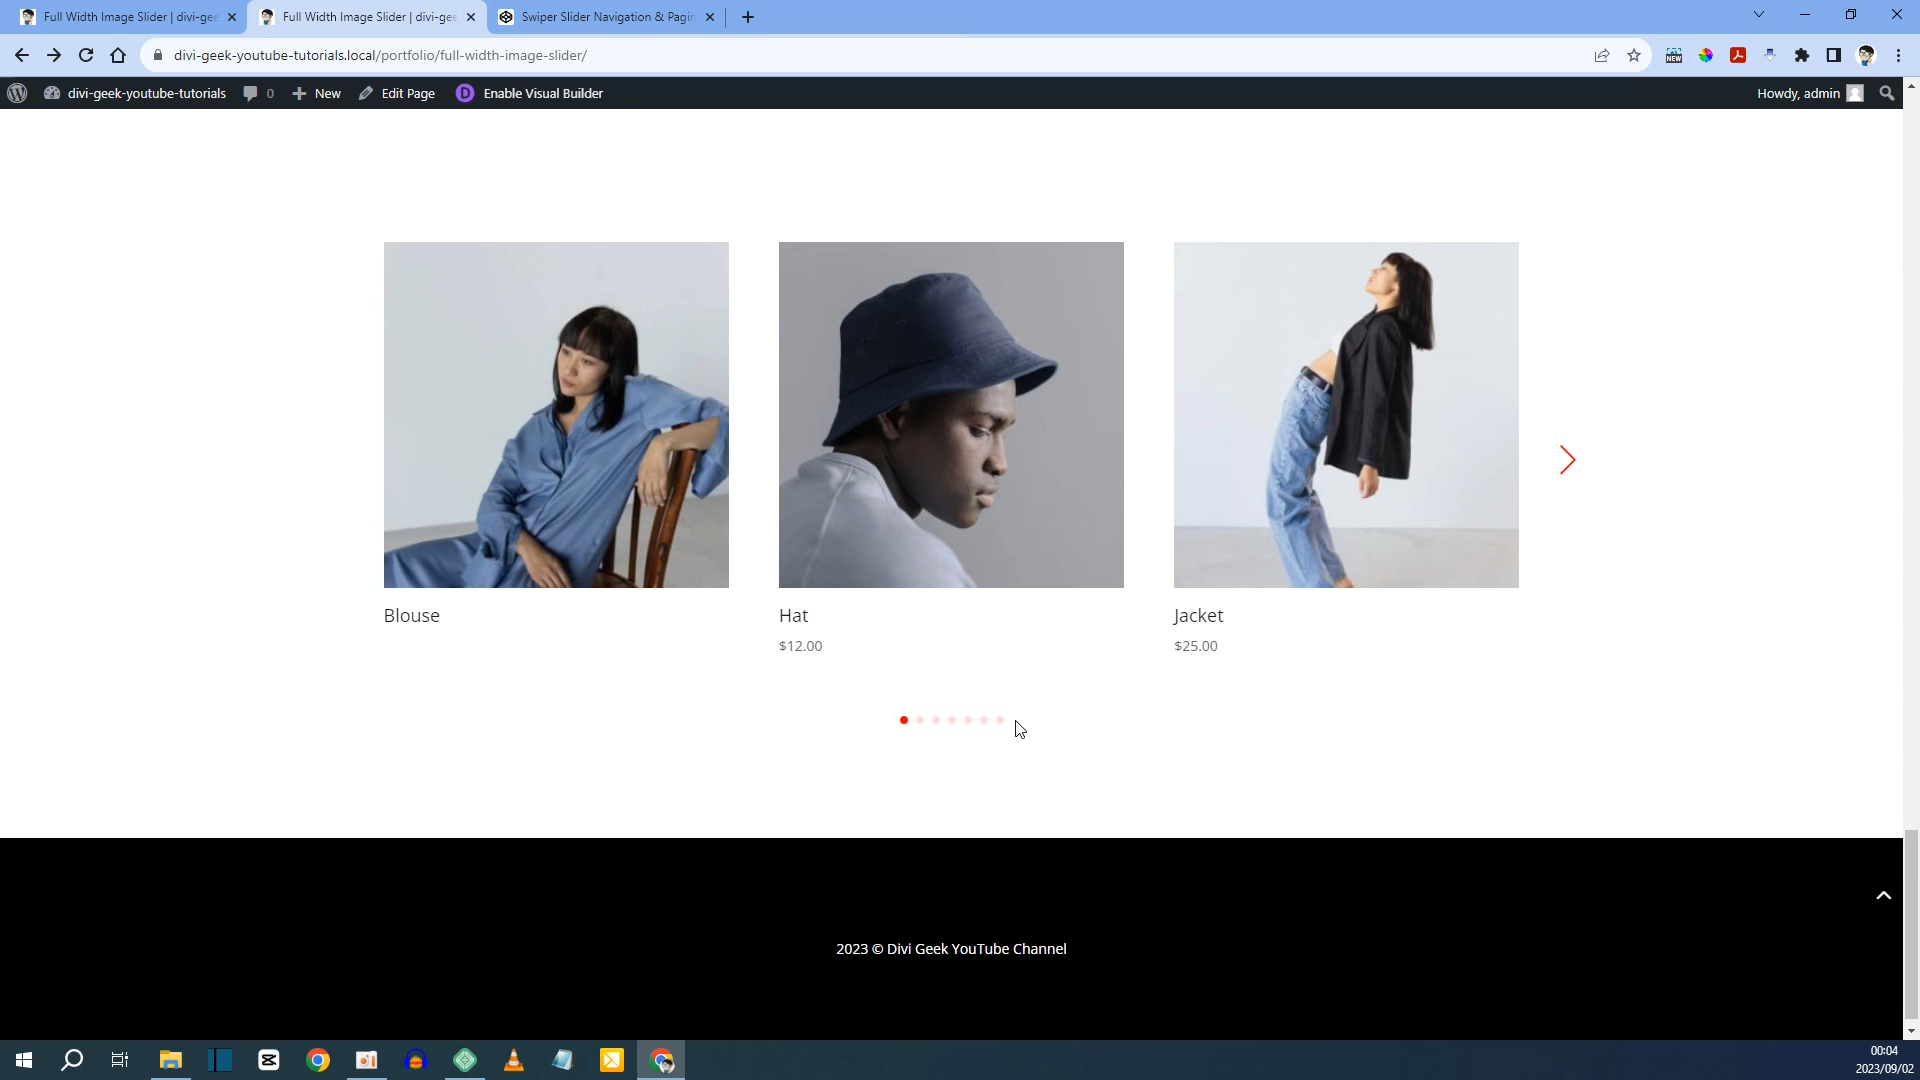 Full Width Image Slider | divi-gee
Full Width Image Slider | divi-gee
Swiper Slider Navigation & Pagin
divi-geek-youtube-tutorials.local/portfolio/full-width-image-slider/
NEW
divi-geek-youtube-tutorials
0
New
Edit Page
D
Enable Visual Builder
Howdy, admin
Blouse
Hat
Jacket
$12.00
$25.00
2023 © Divi Geek YouTube Channel
00:04
2023/09/02